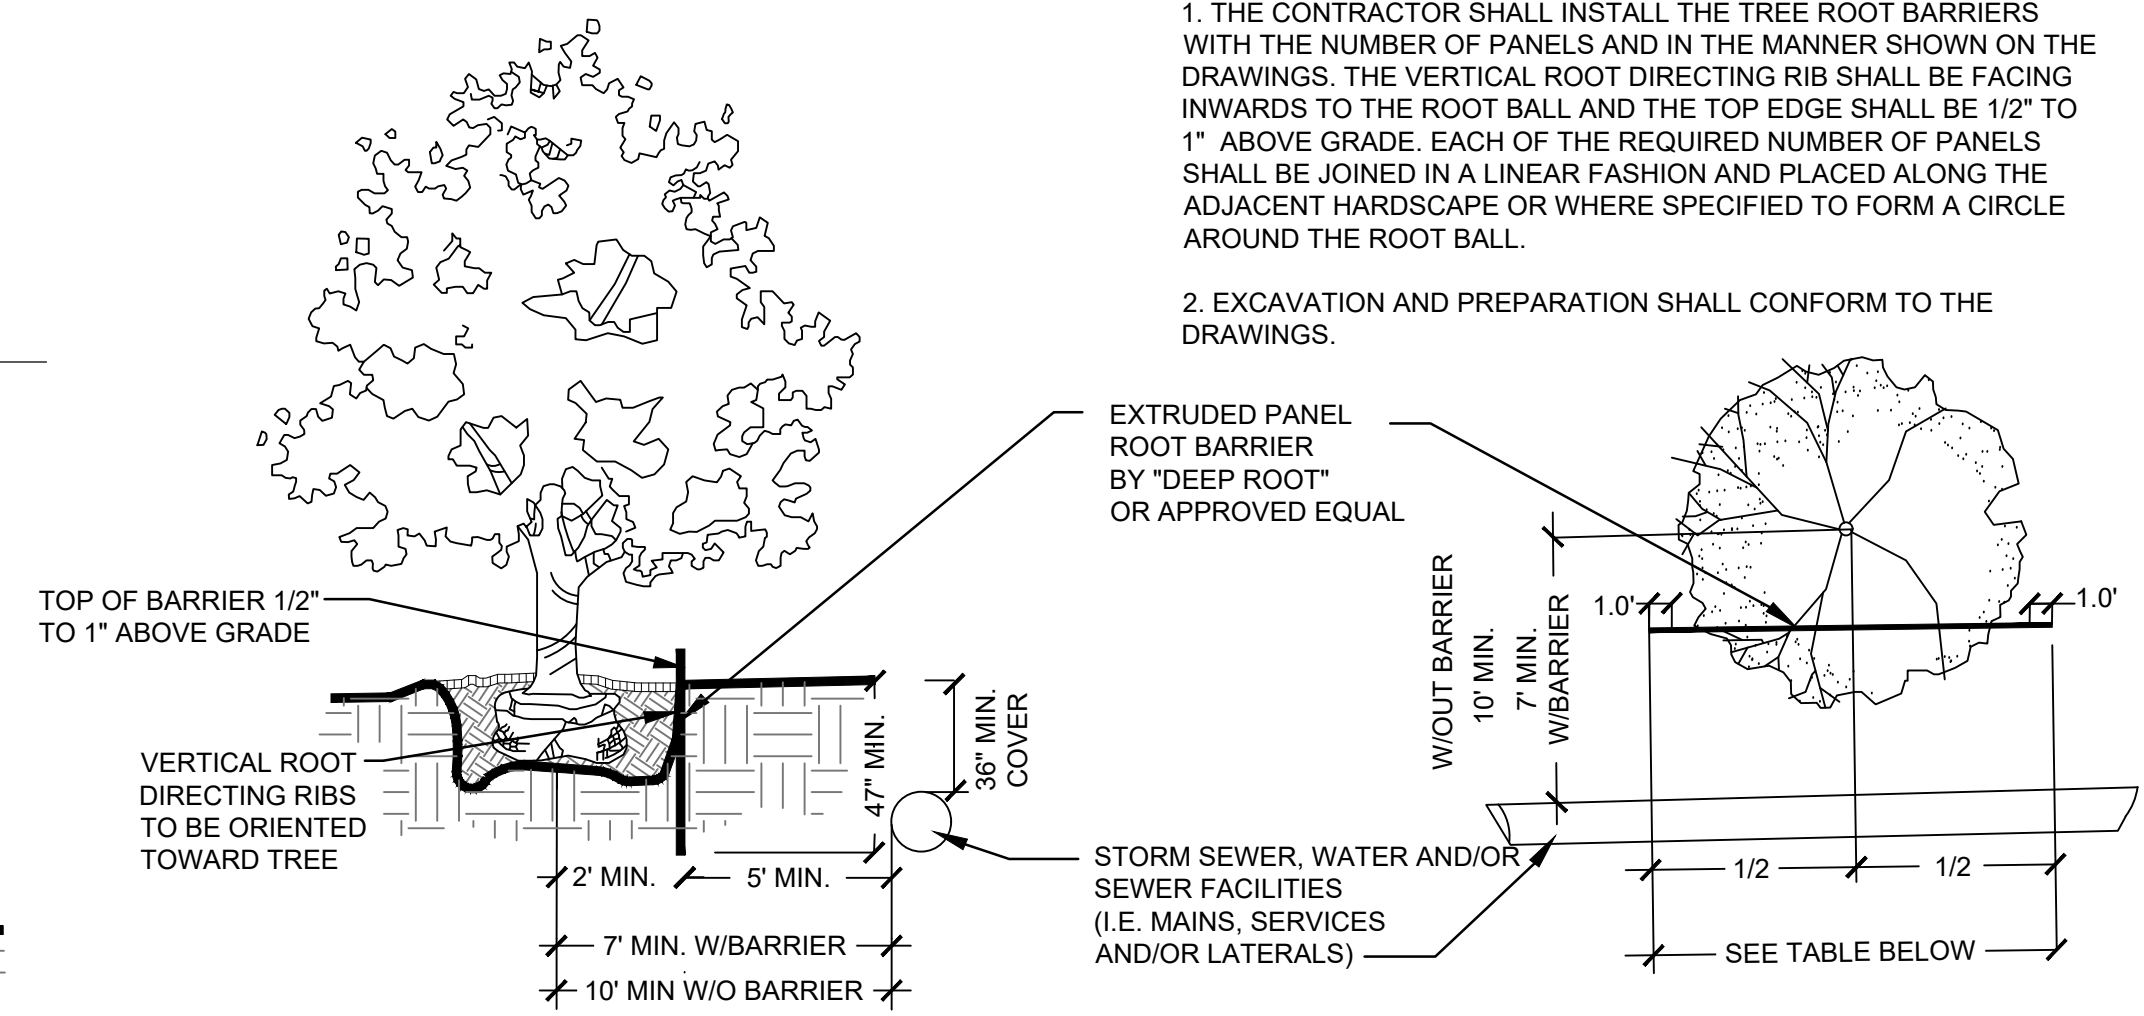 1. THE CONTRACTOR SHALL INSTALL THE TREE ROOT BARRIERS
WITH THE NUMBER OF PANELS AND IN THE MANNER SHOWN ON THE
DRAWINGS. THE VERTICAL ROOT DIRECTING RIB SHALL BE FACING
INWARDS TO THE ROOT BALL AND THE TOP EDGE SHALL BE 1/2" TO
1" ABOVE GRADE. EACH OF THE REQUIRED NUMBER OF PANELS
SHALL BE JOINED IN A LINEAR FASHION AND PLACED ALONG THE
ADJACENT HARDSCAPE OR WHERE SPECIFIED TO FORM A CIRCLE
AROUND THE ROOT BALL.
2. EXCAVATION AND PREPARATION SHALL CONFORM TO THE
DRAWINGS.
EXTRUDED PANEL
ROOT BARRIER
BY "DEEP ROOT"
OR APPROVED EQUAL
TOP OF BARRIER 1/2"
TO 1" ABOVE GRADE
VERTICAL ROOT
DIRECTING RIBS
TO BE ORIENTED
TOWARD TREE
47" MIN.
36" MIN.
COVER
2' MIN.
5' MIN.
7' MIN. W/BARRIER
10' MIN W/O BARRIER
STORM SEWER, WATER AND/OR
SEWER FACILITIES
(I.E. MAINS, SERVICES
AND/OR LATERALS)
W/OUT BARRIER
10' MIN.
7' MIN.
W/BARRIER
1.0'
1.0'
1/2
1/2
SEE TABLE BELOW